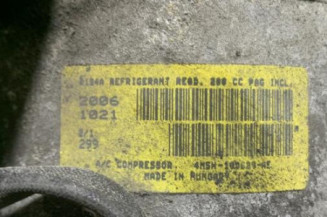 R134A REFRIGERANT REQD. 200 CC PAG INCL.
2006
1021
299
A/C COMPRESSOR.
MADE IN HUNGARY